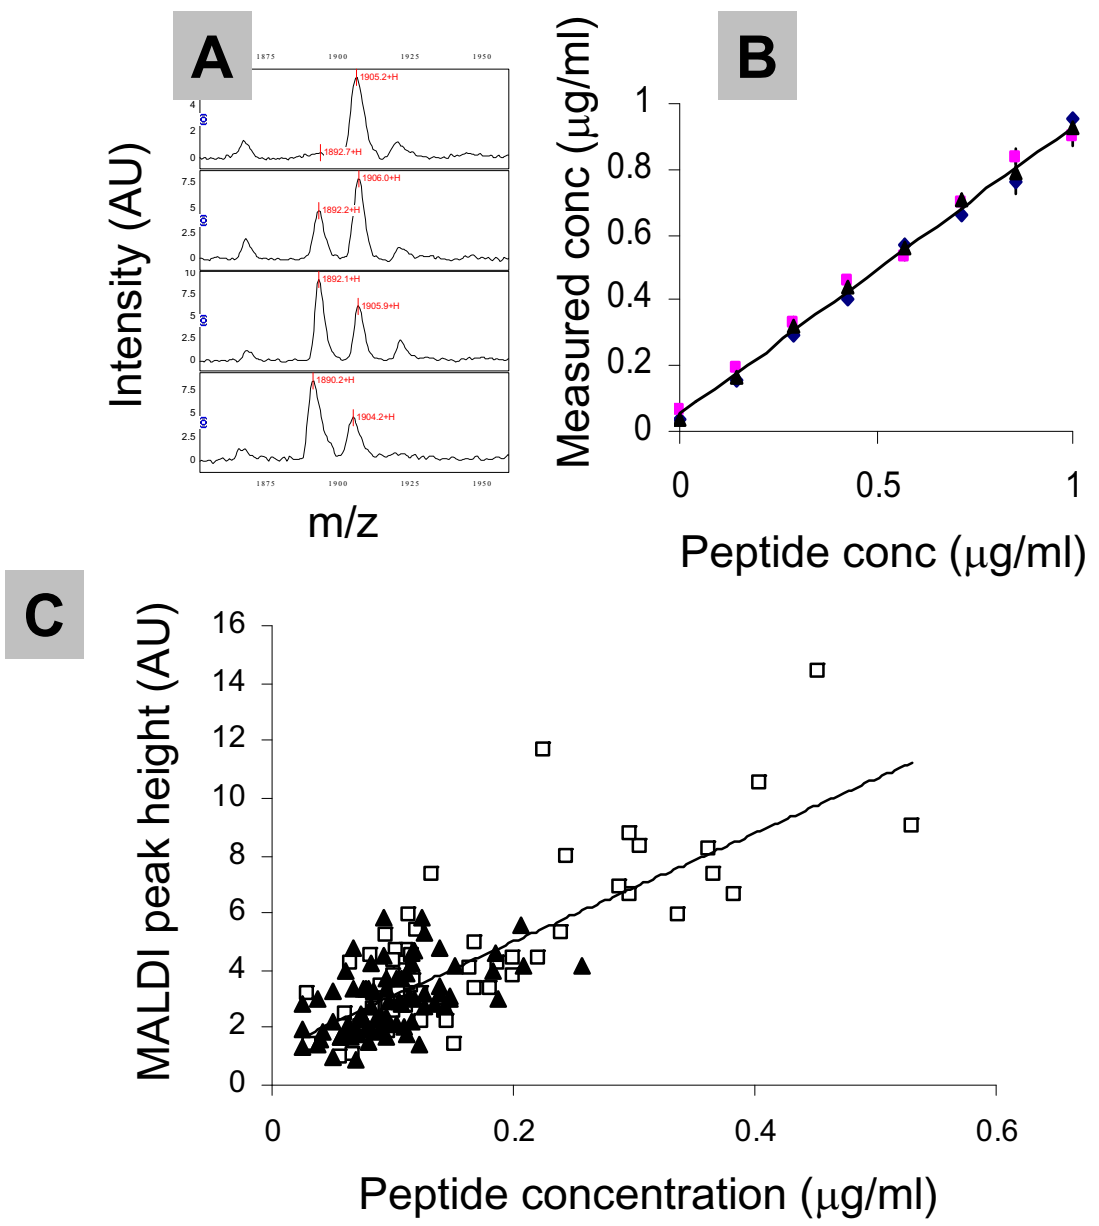 A
B
1875 1900 1925 1950
1905.2+H
4
1892.7+H
2
0
7.5
1906.0+H
5
1892.2+H
2.5
0
10
1892.1+H
7.5
1905.9+H
5
2.5
0
1890.2+H
7.5
1904.2+H
5
2.5
0
1875 1900 1925 1950
Intensity (AU)
m/z
Measured conc (μg/ml)
1
0.8
0.6
0.4
0.2
0
0 0.5 1
Peptide conc (μg/ml)
C
MALDI peak height (AU)
16
14
12
10
8
6
4
2
0
0 0.2 0.4 0.6
Peptide concentration (μg/ml)